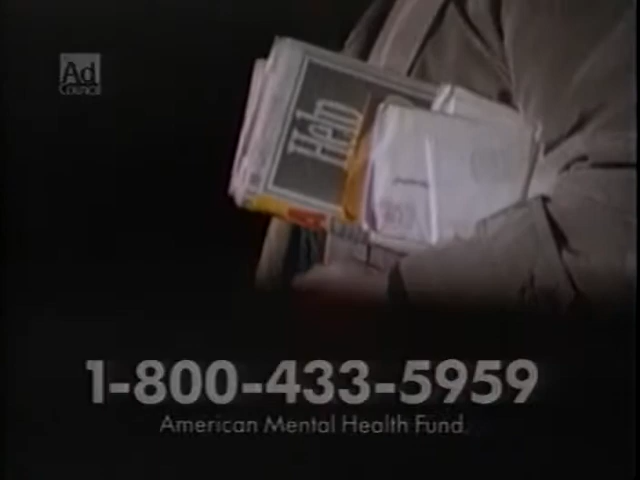 Ad
Council
Help
1-800-433-5959
American Mental Health Fund.